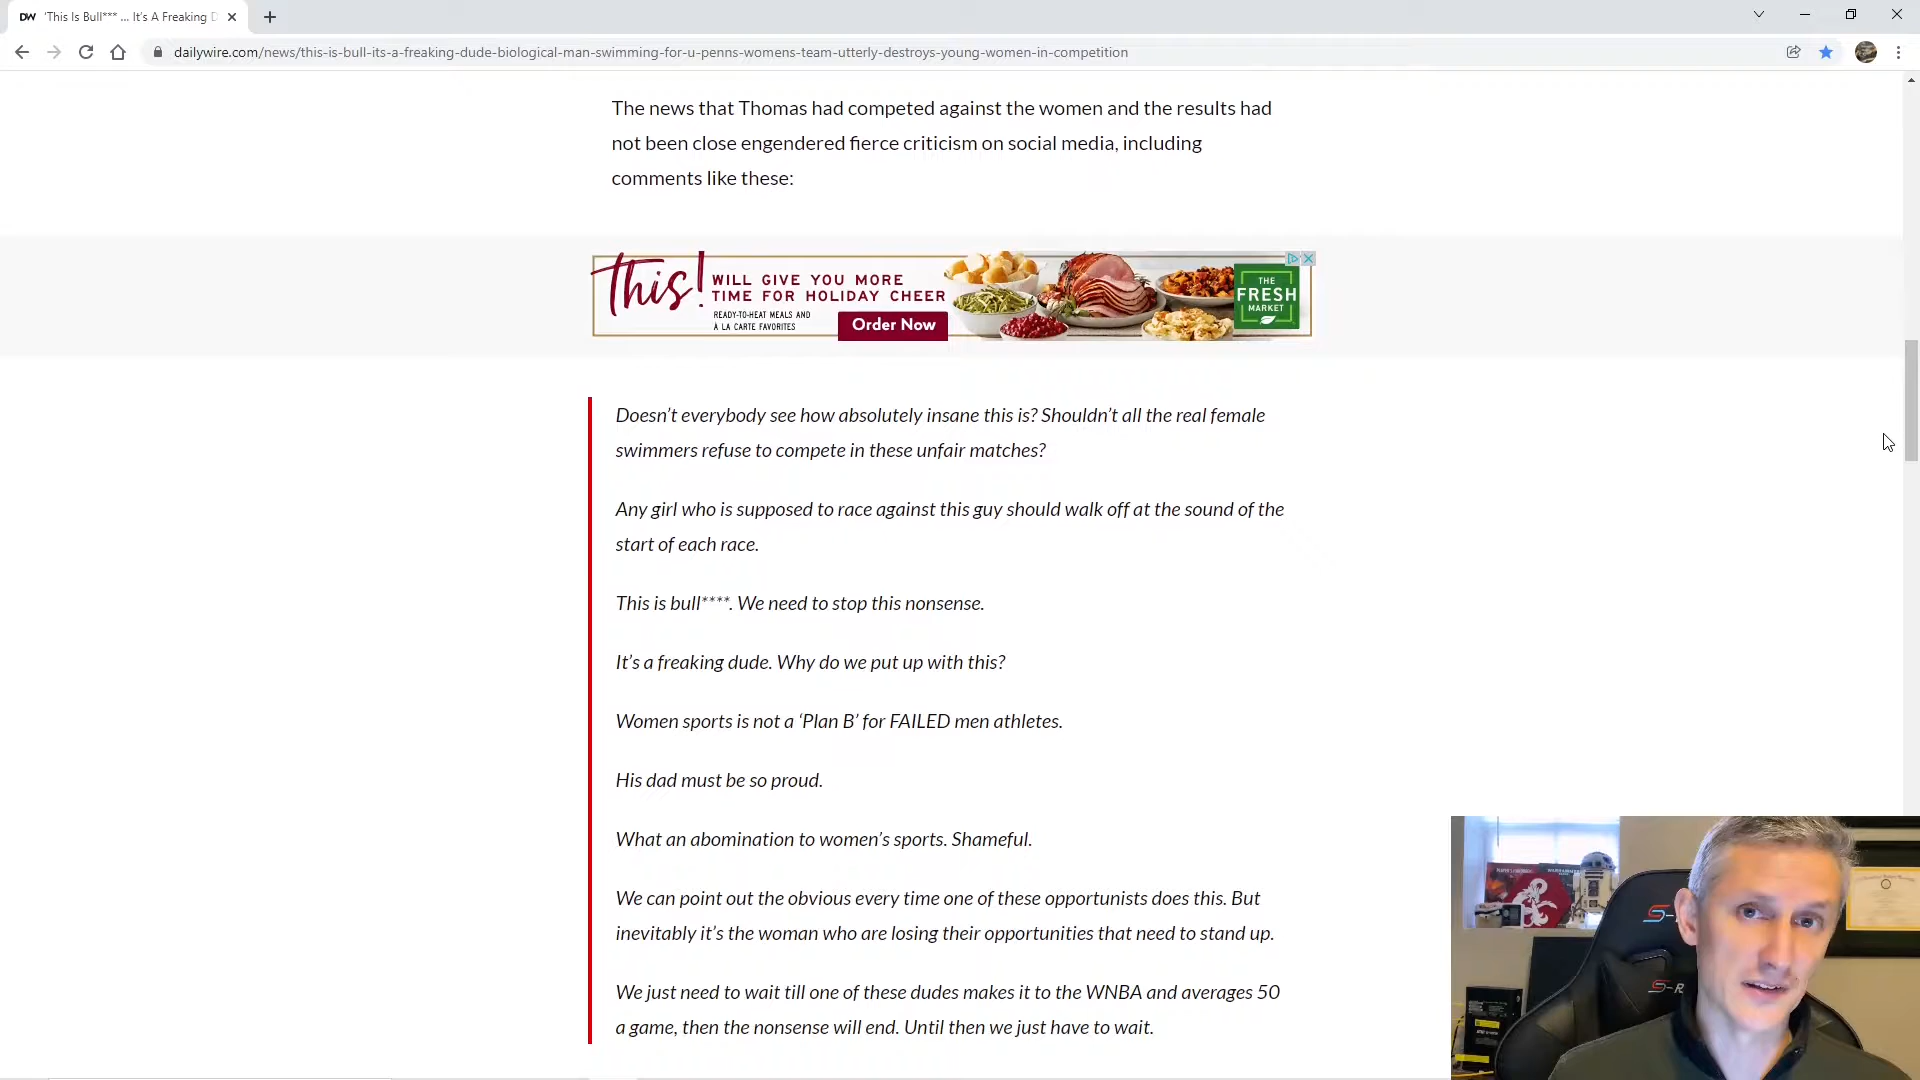 DW 'This Is Bull*** ... It's A Freaking D
dailywire.com/news/this-is-bull-its-a-freaking-dude-biological-man-swimming-for-u-penns-womens-team-utterly-destroys-young-women-in-competition
The news that Thomas had competed against the women and the results had
not been close engendered fierce criticism on social media, including
comments like these:
this! WILL GIVE YOU MORE
TIME FOR HOLIDAY CHEER
READY-TO-HEAT MEALS AND
À LA CARTE FAVORITES
Order Now
THE
FRESH
MARKET
Doesn't everybody see how absolutely insane this is? Shouldn't all the real female
swimmers refuse to compete in these unfair matches?
Any girl who is supposed to race against this guy should walk off at the sound of the
start of each race.
This is bull****. We need to stop this nonsense.
It's a freaking dude. Why do we put up with this?
Women sports is not a 'Plan B' for FAILED men athletes.
His dad must be so proud.
What an abomination to women's sports. Shameful.
We can point out the obvious every time one of these opportunists does this. But
inevitably it's the woman who are losing their opportunities that need to stand up.
We just need to wait till one of these dudes makes it to the WNBA and averages 50
a game, then the nonsense will end. Until then we just have to wait.
S-R